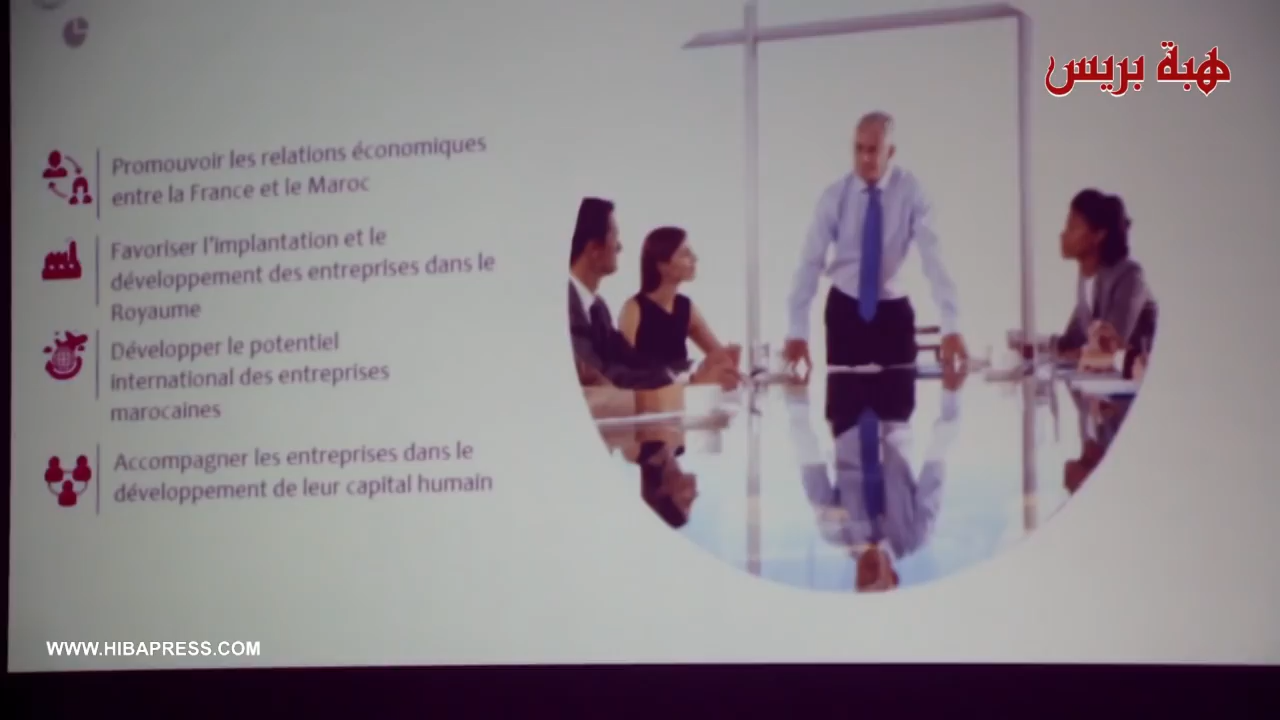 هبة بريس
Promouvoir les relations économiques
entre la France et le Maroc
Favoriser l'implantation et le
développement des entreprises dans le
Royaume
Développer le potentiel
international des entreprises
marocaines
Accompagner les entreprises dans le
développement de leur capital humain
WWW.HIBAPRESS.COM